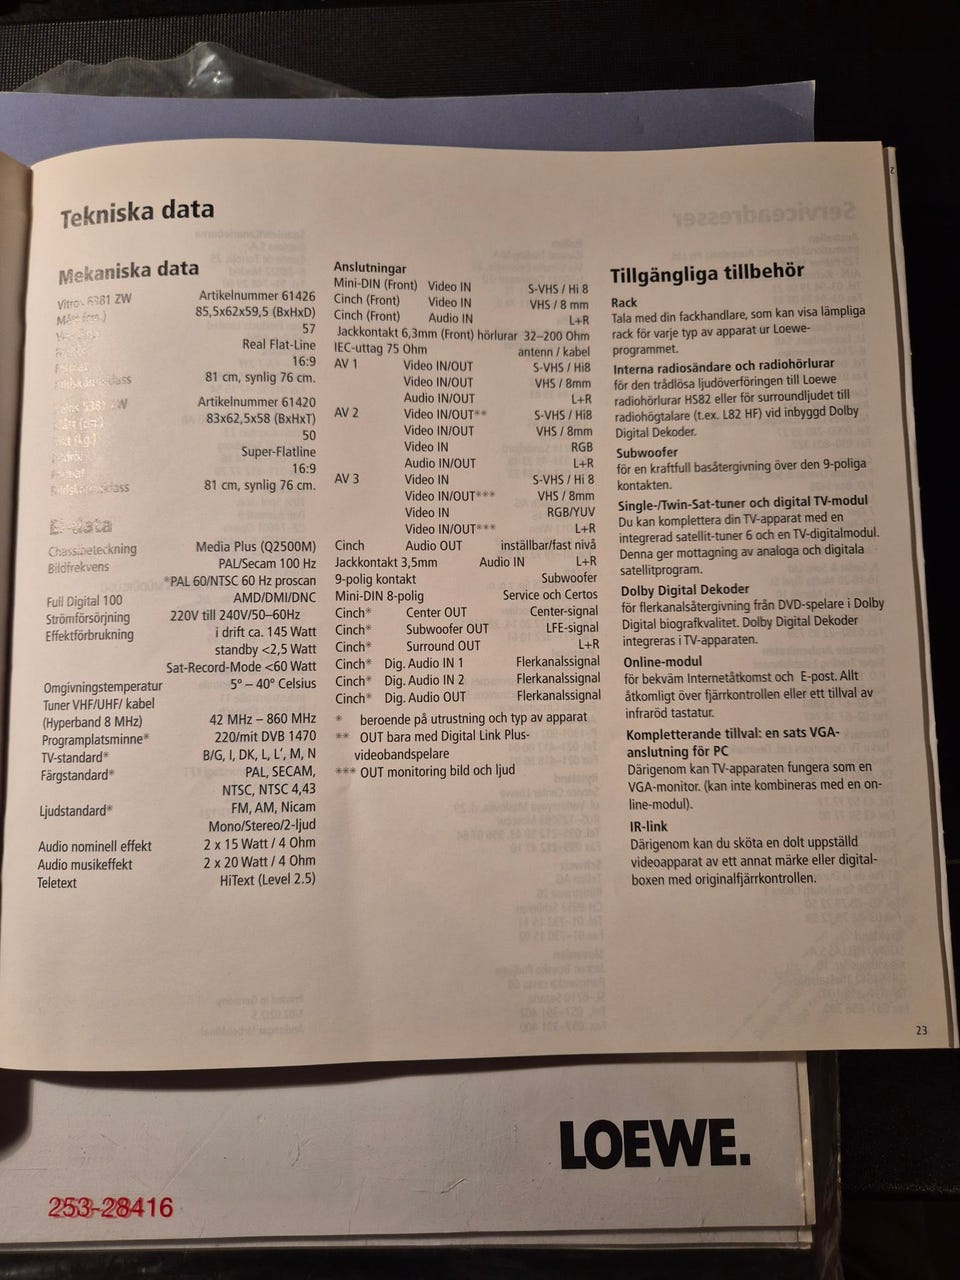 Tekniska data
Mekaniska data
Vitros 6381 ZW Artikelnummer 61426
Mått (cm.) 85,5x62x59,5 (BxHxD)
57
Real Flat-Line
Format 16:9
81 cm, synlig 76 cm.
5381 ZW Artikelnummer 61420
Mått (cm.) 83x62,5x58 (BxHxT)
Vikt (kg.) 50
Super-Flatline
Format 16:9
81 cm, synlig 76 cm.
El-data
Chassibeteckning Media Plus (Q2500M)
Bildfrekvens PAL/Secam 100 Hz
*PAL 60/NTSC 60 Hz proscan
Full Digital 100 AMD/DMI/DNC
Strömförsörjning 220V till 240V/50–60Hz
Effektförbrukning i drift ca. 145 Watt
standby <2,5 Watt
Sat-Record-Mode <60 Watt
Omgivningstemperatur 5° – 40° Celsius
Tuner VHF/UHF/ kabel
(Hyperband 8 MHz) 42 MHz – 860 MHz
Programplatsminne* 220/mit DVB 1470
TV-standard* B/G, I, DK, L, L’, M, N
Färgstandard* PAL, SECAM,
NTSC, NTSC 4,43
Ljudstandard* FM, AM, Nicam
Mono/Stereo/2-ljud
Audio nominell effekt 2 x 15 Watt / 4 Ohm
Audio musikeffekt 2 x 20 Watt / 4 Ohm
Teletext HiText (Level 2.5)
Anslutningar
Mini-DIN (Front) Video IN S-VHS / Hi 8
Cinch (Front) Video IN VHS / 8 mm
Cinch (Front) Audio IN L+R
Jackkontakt 6,3mm (Front) hörlurar 32–200 Ohm
IEC-uttag 75 Ohm antenn / kabel
AV 1 Video IN/OUT S-VHS / Hi8
Video IN/OUT VHS / 8mm
Audio IN/OUT L+R
AV 2 Video IN/OUT** S-VHS / Hi8
Video IN/OUT VHS / 8mm
Video IN RGB
Audio IN/OUT L+R
AV 3 Video IN S-VHS / Hi 8
Video IN/OUT*** VHS / 8mm
Video IN RGB/YUV
Video IN/OUT*** L+R
Cinch Audio OUT inställbar/fast nivå
Jackkontakt 3,5mm Audio IN L+R
9-polig kontakt Subwoofer
Mini-DIN 8-polig Service och Certos
Cinch* Center OUT Center-signal
Cinch* Subwoofer OUT LFE-signal
Cinch* Surround OUT L+R
Cinch* Dig. Audio IN 1 Flerkanalssignal
Cinch* Dig. Audio IN 2 Flerkanalssignal
Cinch* Dig. Audio OUT Flerkanalssignal
* beroende på utrustning och typ av apparat
** OUT bara med Digital Link Plus-
videobandspelare
*** OUT monitoring bild och ljud
Tillgängliga tillbehör
Rack
Tala med din fackhandlare, som kan visa lämpliga
rack för varje typ av apparat ur Loewe-
programmet.
Interna radiosändare och radiohörlurar
för den trådlösa ljudöverföringen till Loewe
radiohörlurar HS82 eller för surroundljudet till
radiohögtalare (t.ex. L82 HF) vid inbyggd Dolby
Digital Dekoder.
Subwoofer
för en kraftfull basåtergivning över den 9-poliga
kontakten.
Single-/Twin-Sat-tuner och digital TV-modul
Du kan komplettera din TV-apparat med en
integrerad satellit-tuner 6 och en TV-digitalmodul.
Denna ger mottagning av analoga och digitala
satellitprogram.
Dolby Digital Dekoder
för flerkanalsåtergivning från DVD-spelare i Dolby
Digital biografkvalitet. Dolby Digital Dekoder
integreras i TV-apparaten.
Online-modul
för bekväm Internetåtkomst och E-post. Allt
åtkomligt över fjärrkontrollen eller ett tillval av
infraröd tastatur.
Kompletterande tillval: en sats VGA-
anslutning för PC
Därigenom kan TV-apparaten fungera som en
VGA-monitor. (kan inte kombineras med en on-
line-modul).
IR-link
Därigenom kan du sköta en dolt uppställd
videoapparat av ett annat märke eller digital-
boxen med originalfjärrkontrollen.
23
LOEWE.
253-28416